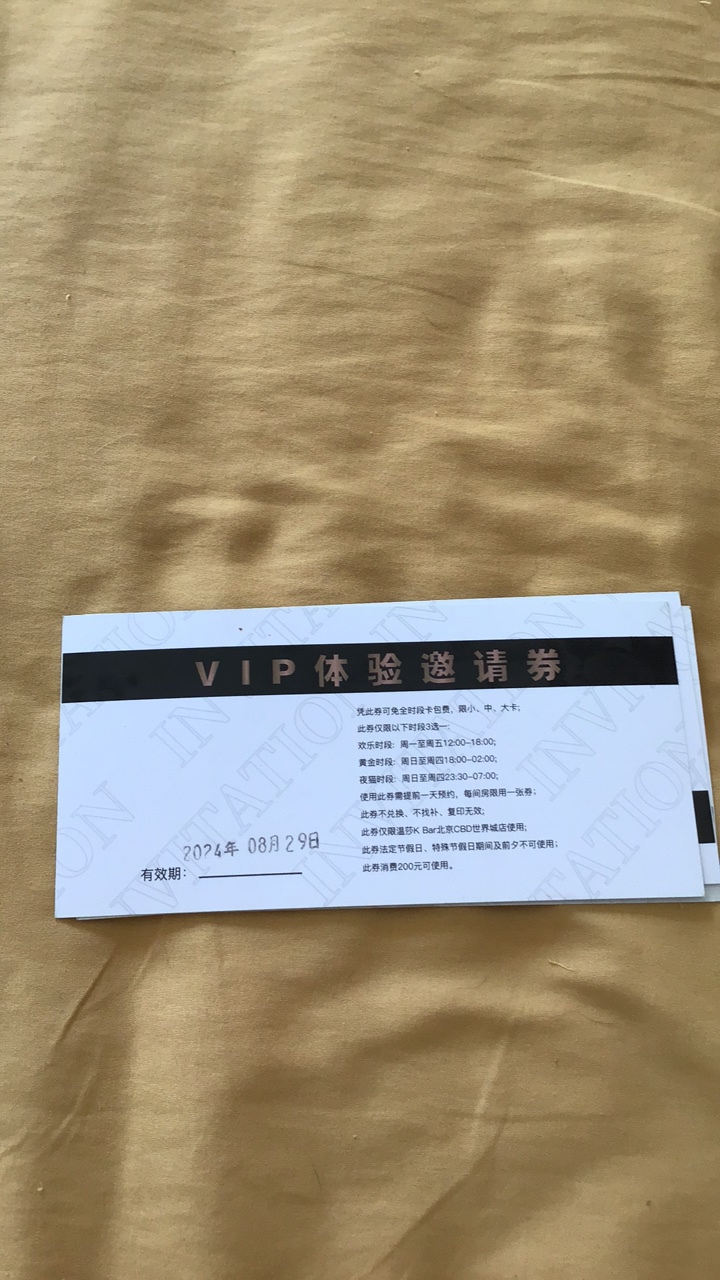 VIP体验邀请券
凭此券可免全时段卡包费，限小、中、大卡；
此券仅限以下时段3选一：
欢乐时段：周一至周五12:00-18:00;
黄金时段：周日至周四18:00-02:00;
夜猫时段：周日至周四23:30-07:00;
使用此券需提前一天预约，每间房限用一张券；
此券不兑换、不找补、复印无效；
此券仅限温莎K Bar北京CBD世界城店使用；
此券法定节假日、特殊节假日期间及前夕不可使用；
此券消费200元可使用。
2024年 08月29日
有效期：
INVITATION